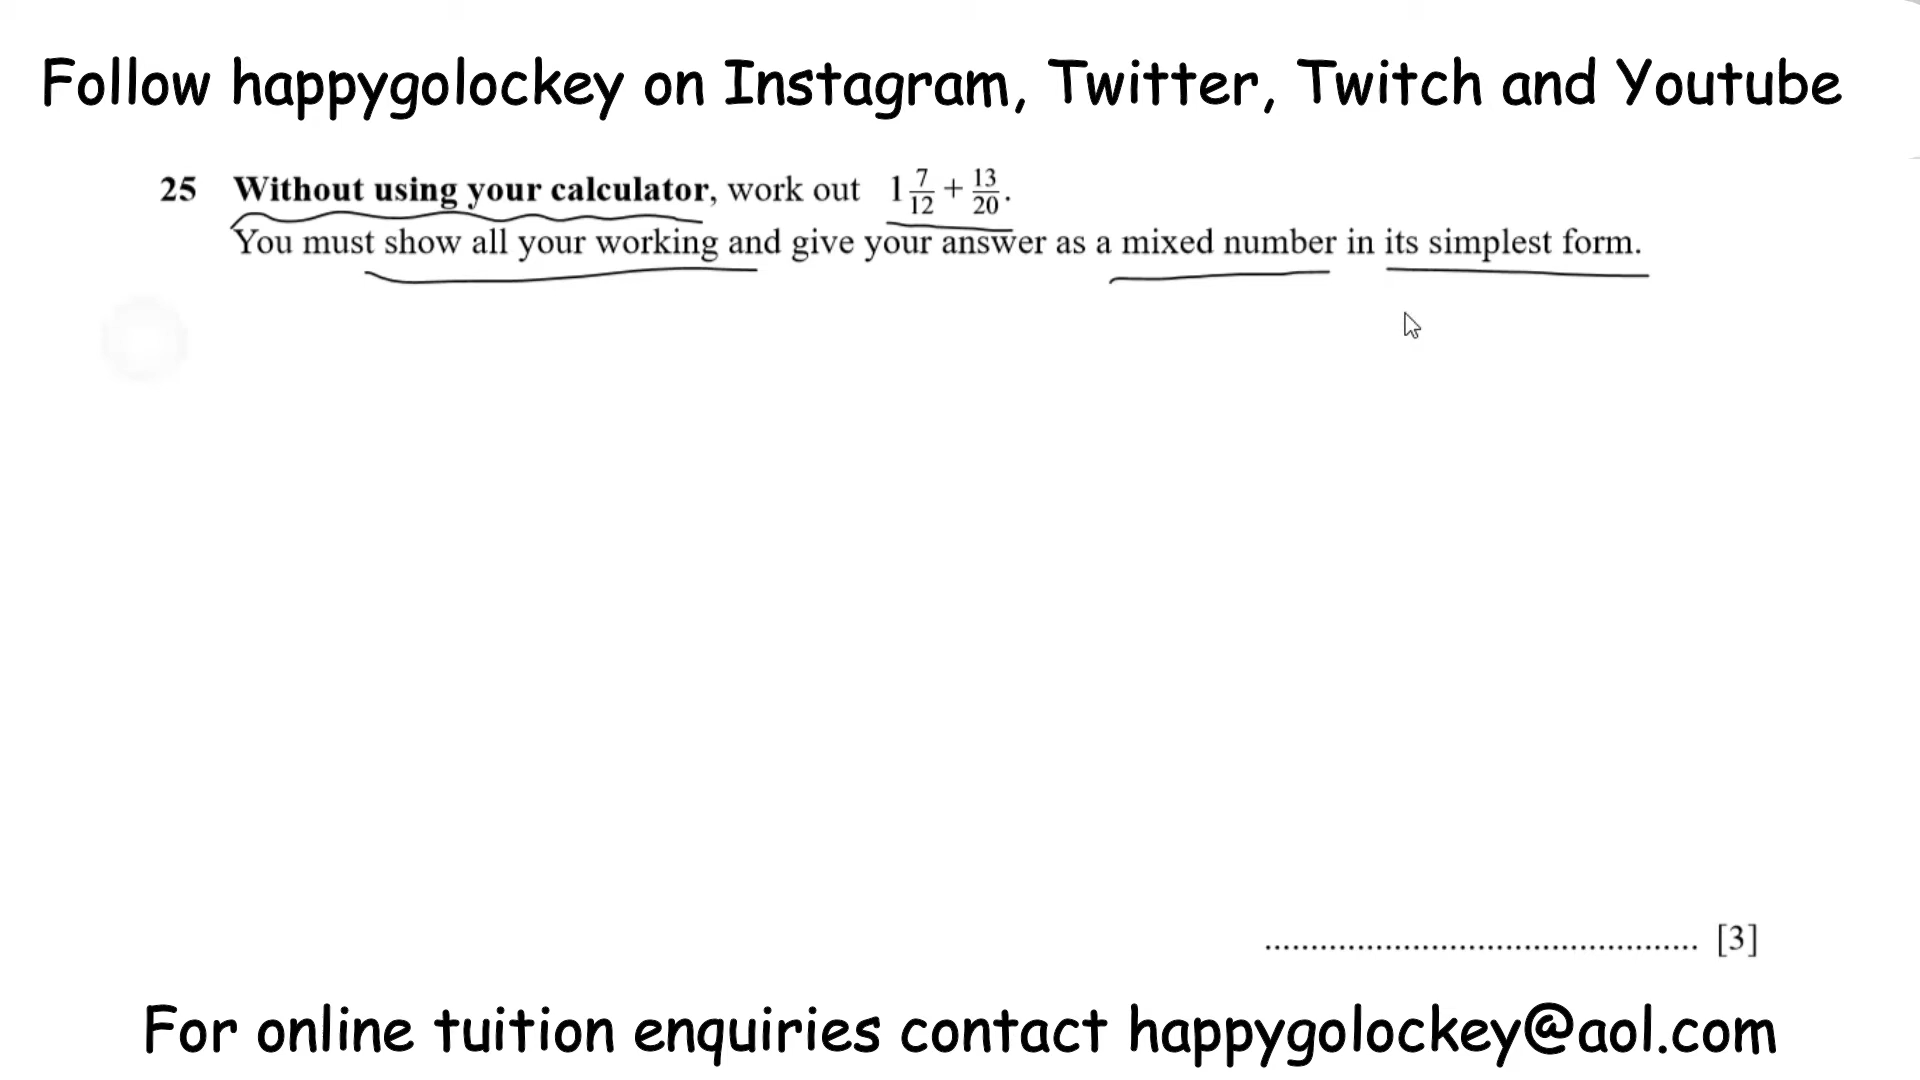 Follow happygolockey on Instagram, Twitter, Twitch and Youtube
25 Without using your calculator, work out 1 7/12 + 13/20.
You must show all your working and give your answer as a mixed number in its simplest form.
.................................................. [3]
For online tuition enquiries contact happygolockey@aol.com